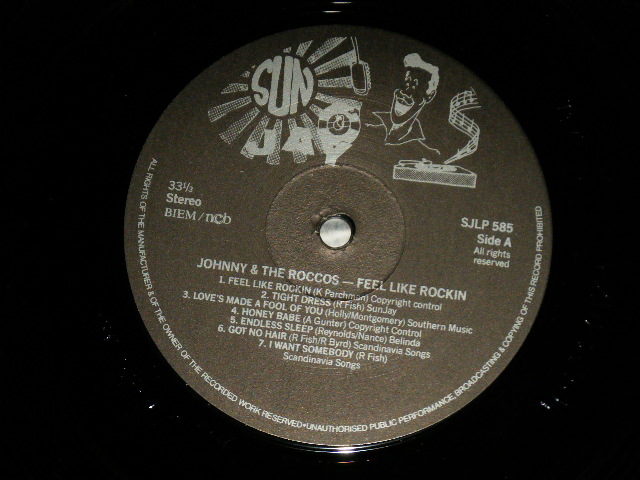 SUN
33⅓
Stereo
BIEM/ncb
SJLP 585
Side A
All rights
reserved
JOHNNY & THE ROCCOS — FEEL LIKE ROCKIN
1. FEEL LIKE ROCKIN (K Parchman) Copyright control
2. TIGHT DRESS (R Fish) SunJay
3. LOVE'S MADE A FOOL OF YOU (Holly/Montgomery) Southern Music
4. HONEY BABE (A Gunter) Copyright Control
5. ENDLESS SLEEP (Reynolds/Nance) Belinda
6. GOT NO HAIR (R Fish/R Byrd) Scandinavia Songs
7. I WANT SOMEBODY (R Fish)
Scandinavia Songs
ALL RIGHTS OF THE MANUFACTURER & OF THE OWNER OF THE RECORDED WORK RESERVED•UNAUTHORISED PUBLIC PERFORMANCE, BROADCASTING & COPYING OF THIS RECORD PROHIBITED